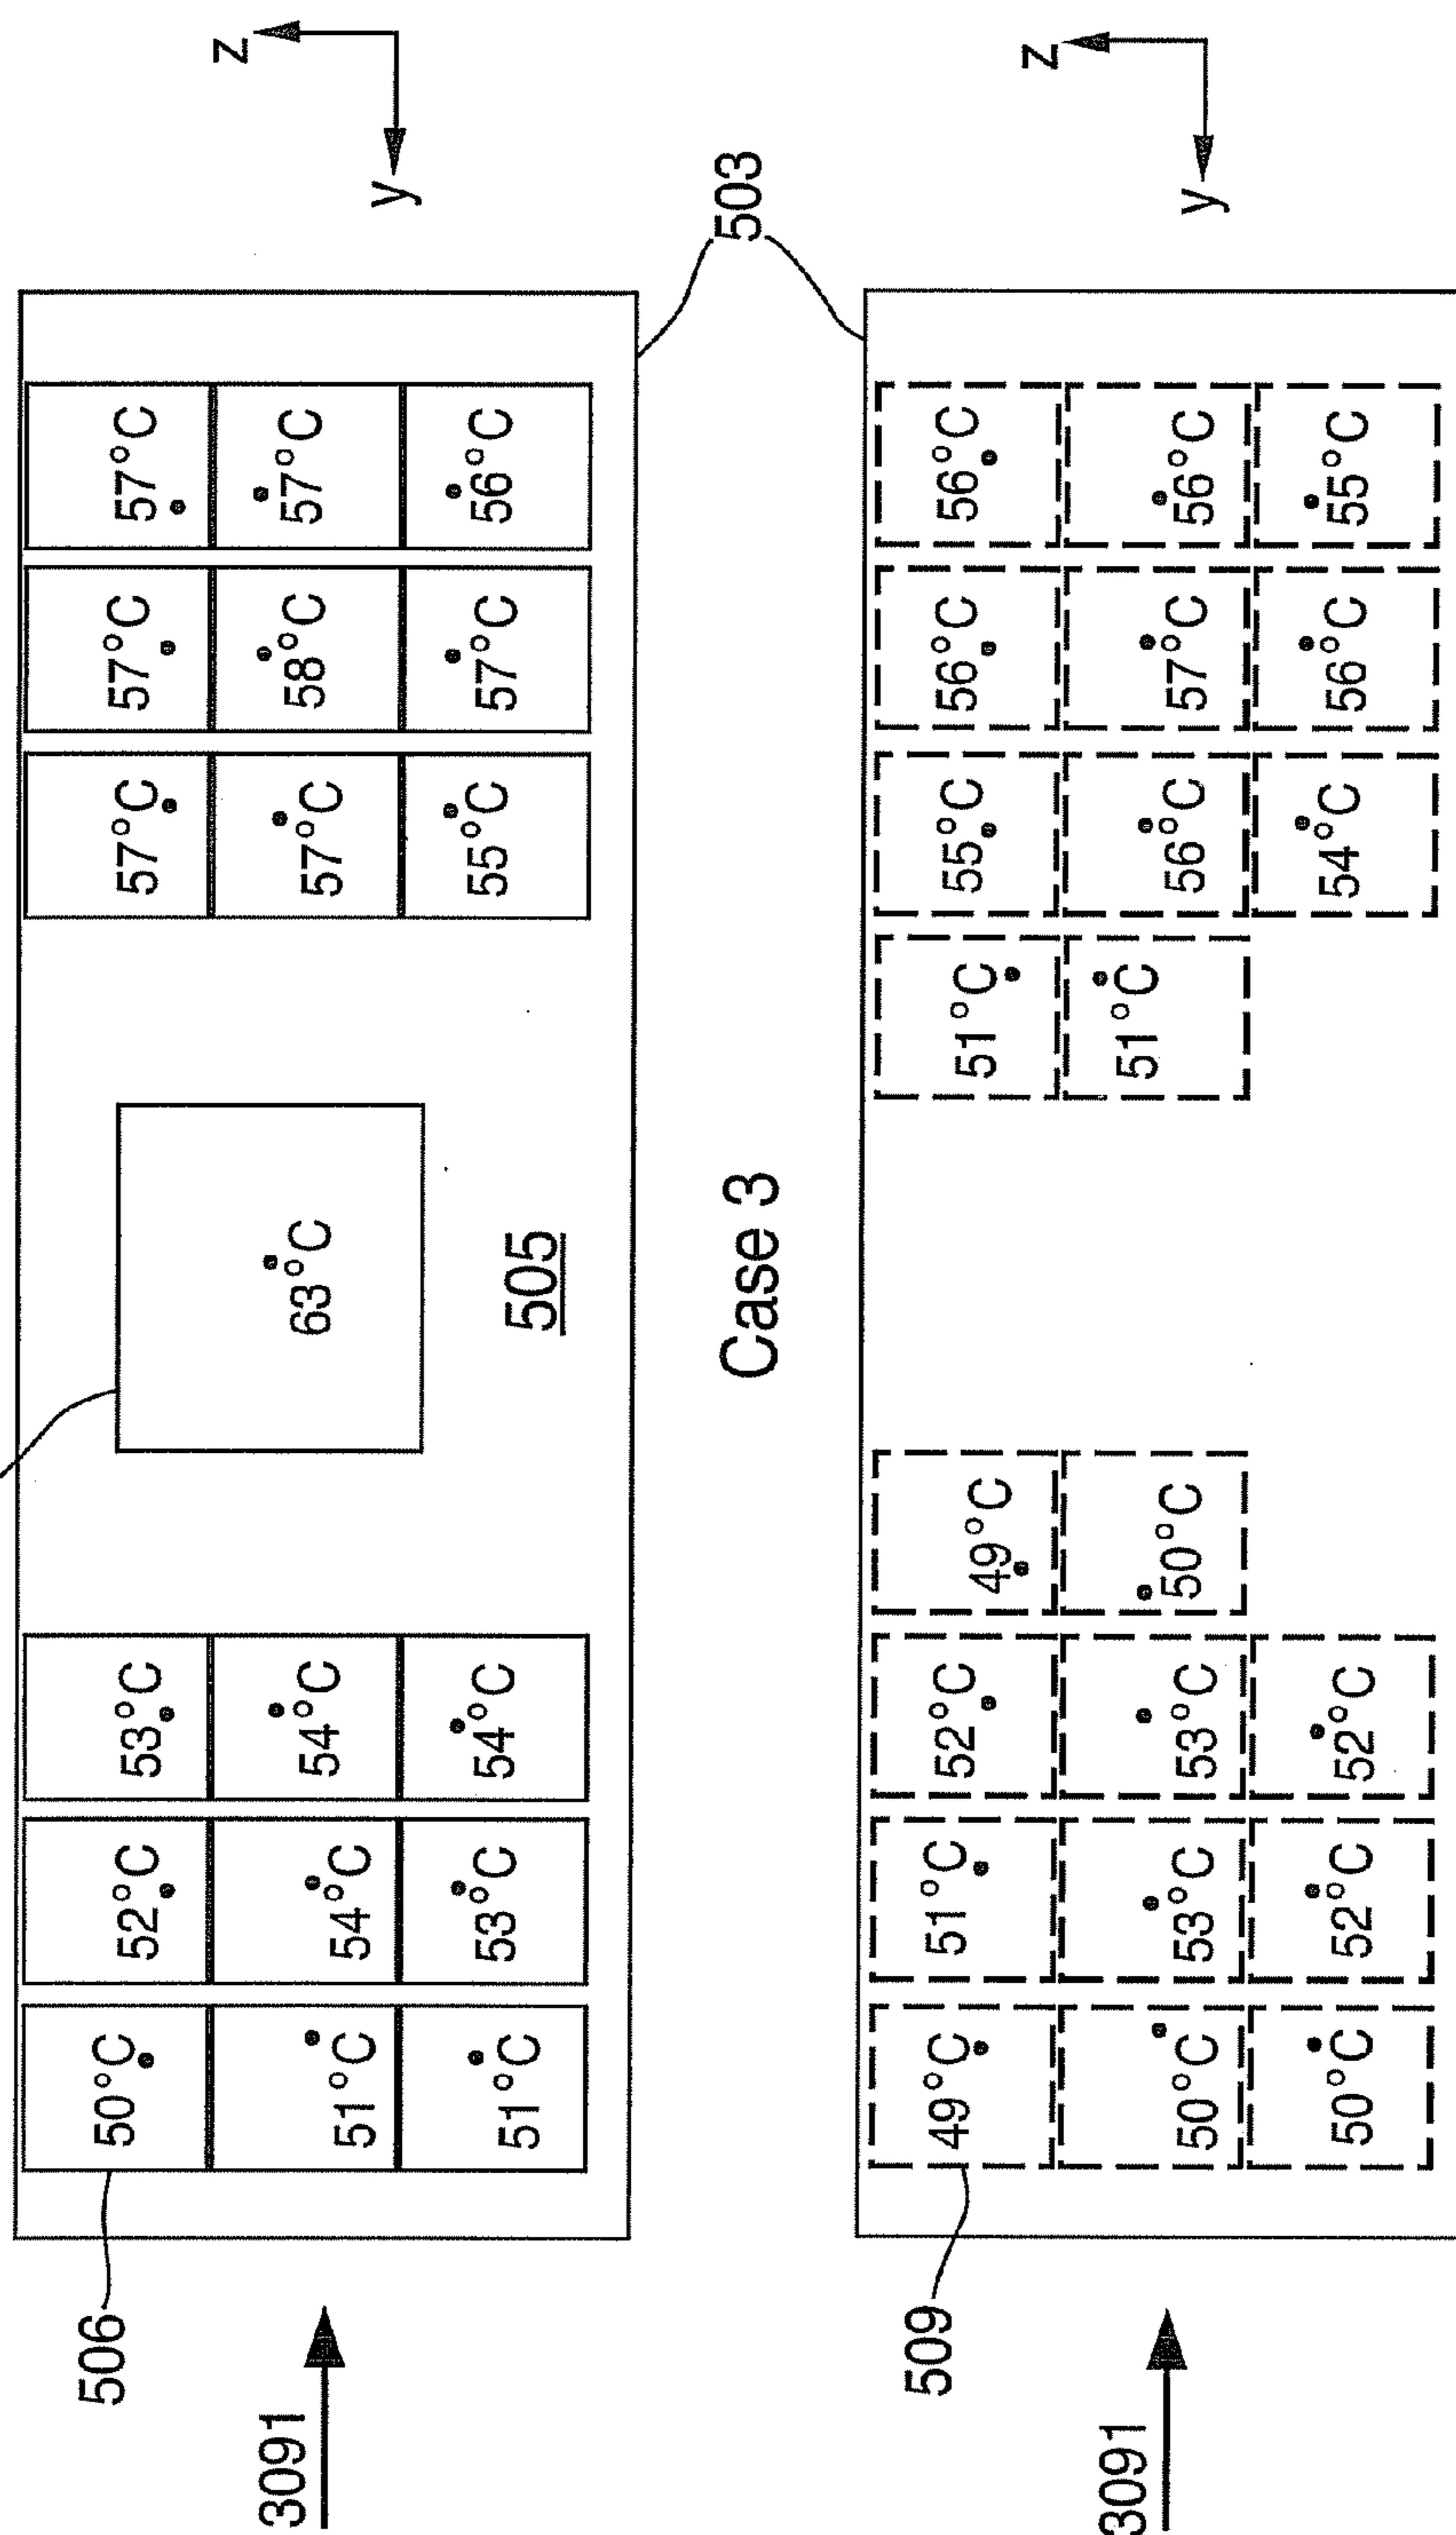 506 50°C 52°C 53°C 57°C 57°C 57°C
z
3091 51°C 54°C 54°C 63°C 57°C 58°C 57°C
y
51°C 53°C 54°C 55°C 57°C 56°C
505
Case 3 503
509 49°C 51°C 52°C 49°C 51°C 55°C 56°C 56°C
z
3091 50°C 53°C 53°C 50°C 51°C 56°C 57°C 56°C
y
50°C 52°C 52°C 54°C 56°C 55°C